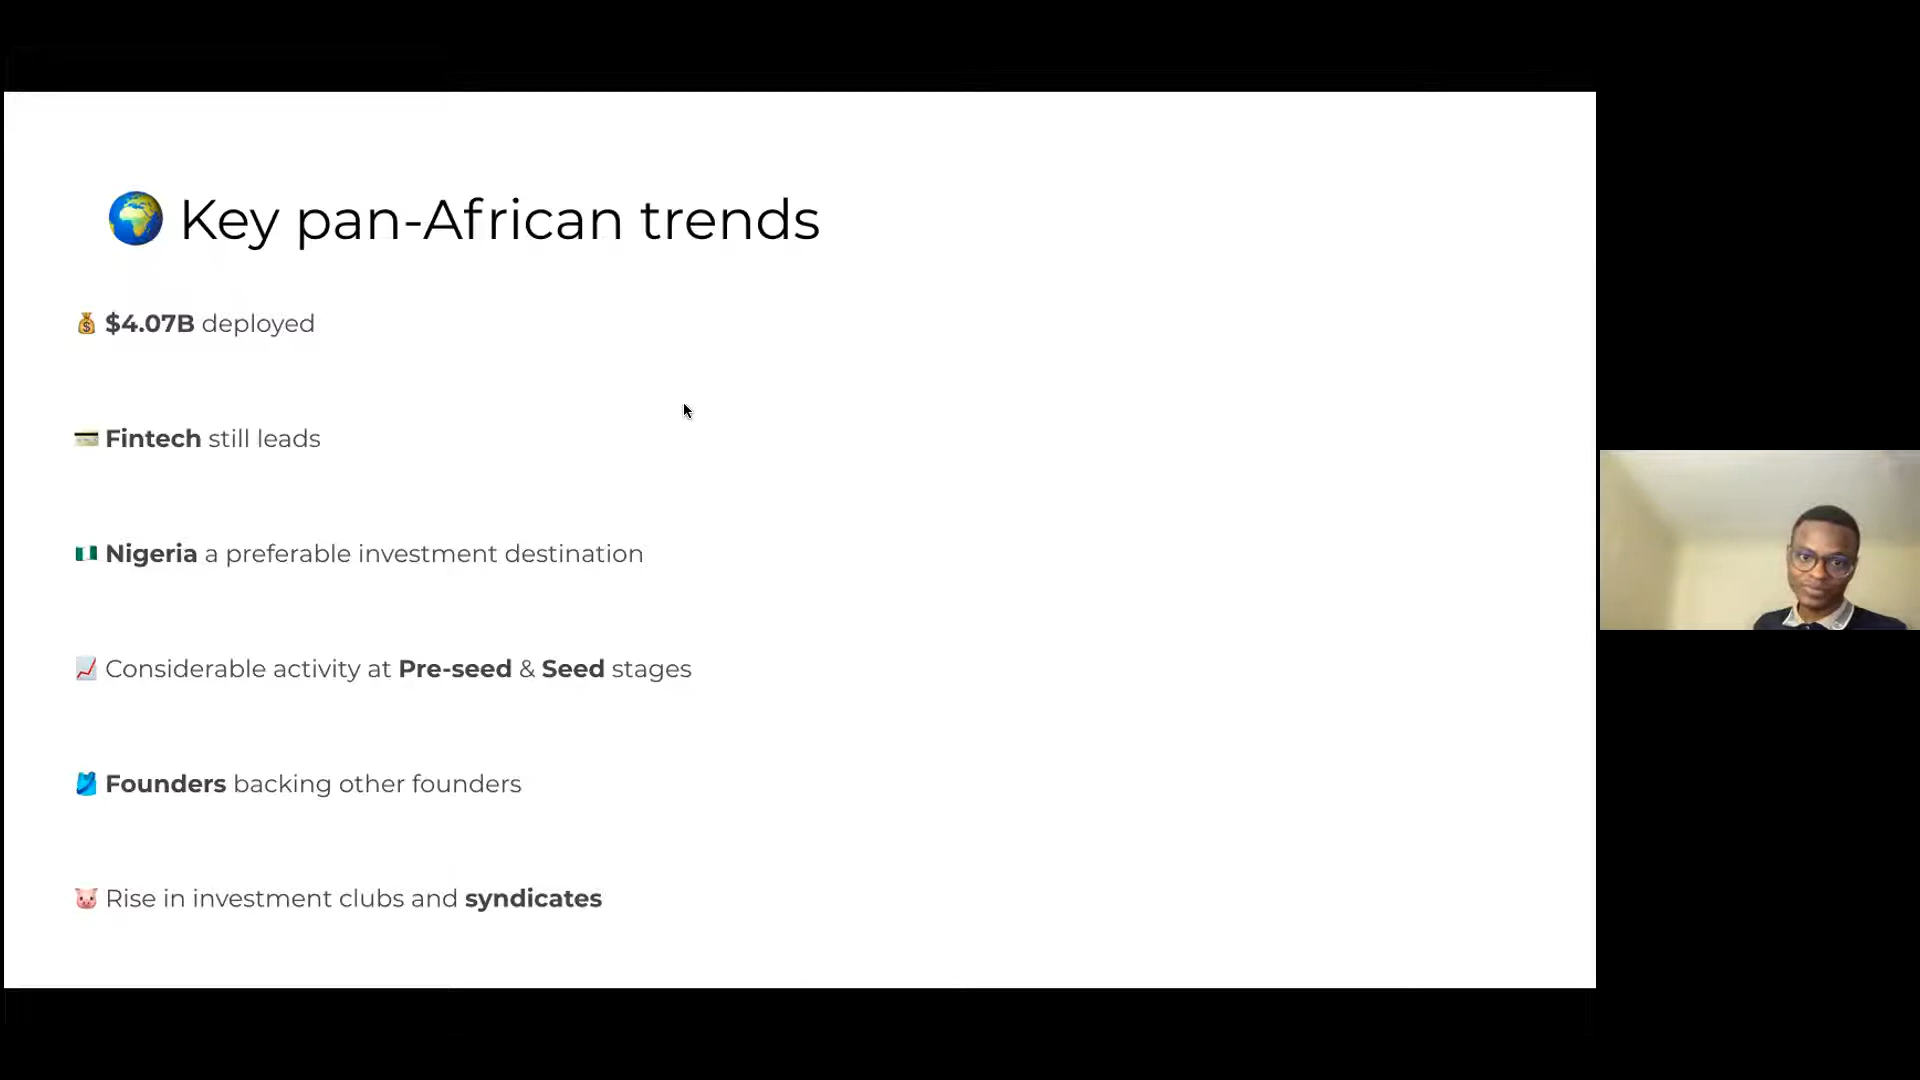 🌍 Key pan-African trends
💰 $4.07B deployed
💳 Fintech still leads
🇳🇬 Nigeria a preferable investment destination
📈 Considerable activity at Pre-seed & Seed stages
🎽 Founders backing other founders
🐷 Rise in investment clubs and syndicates